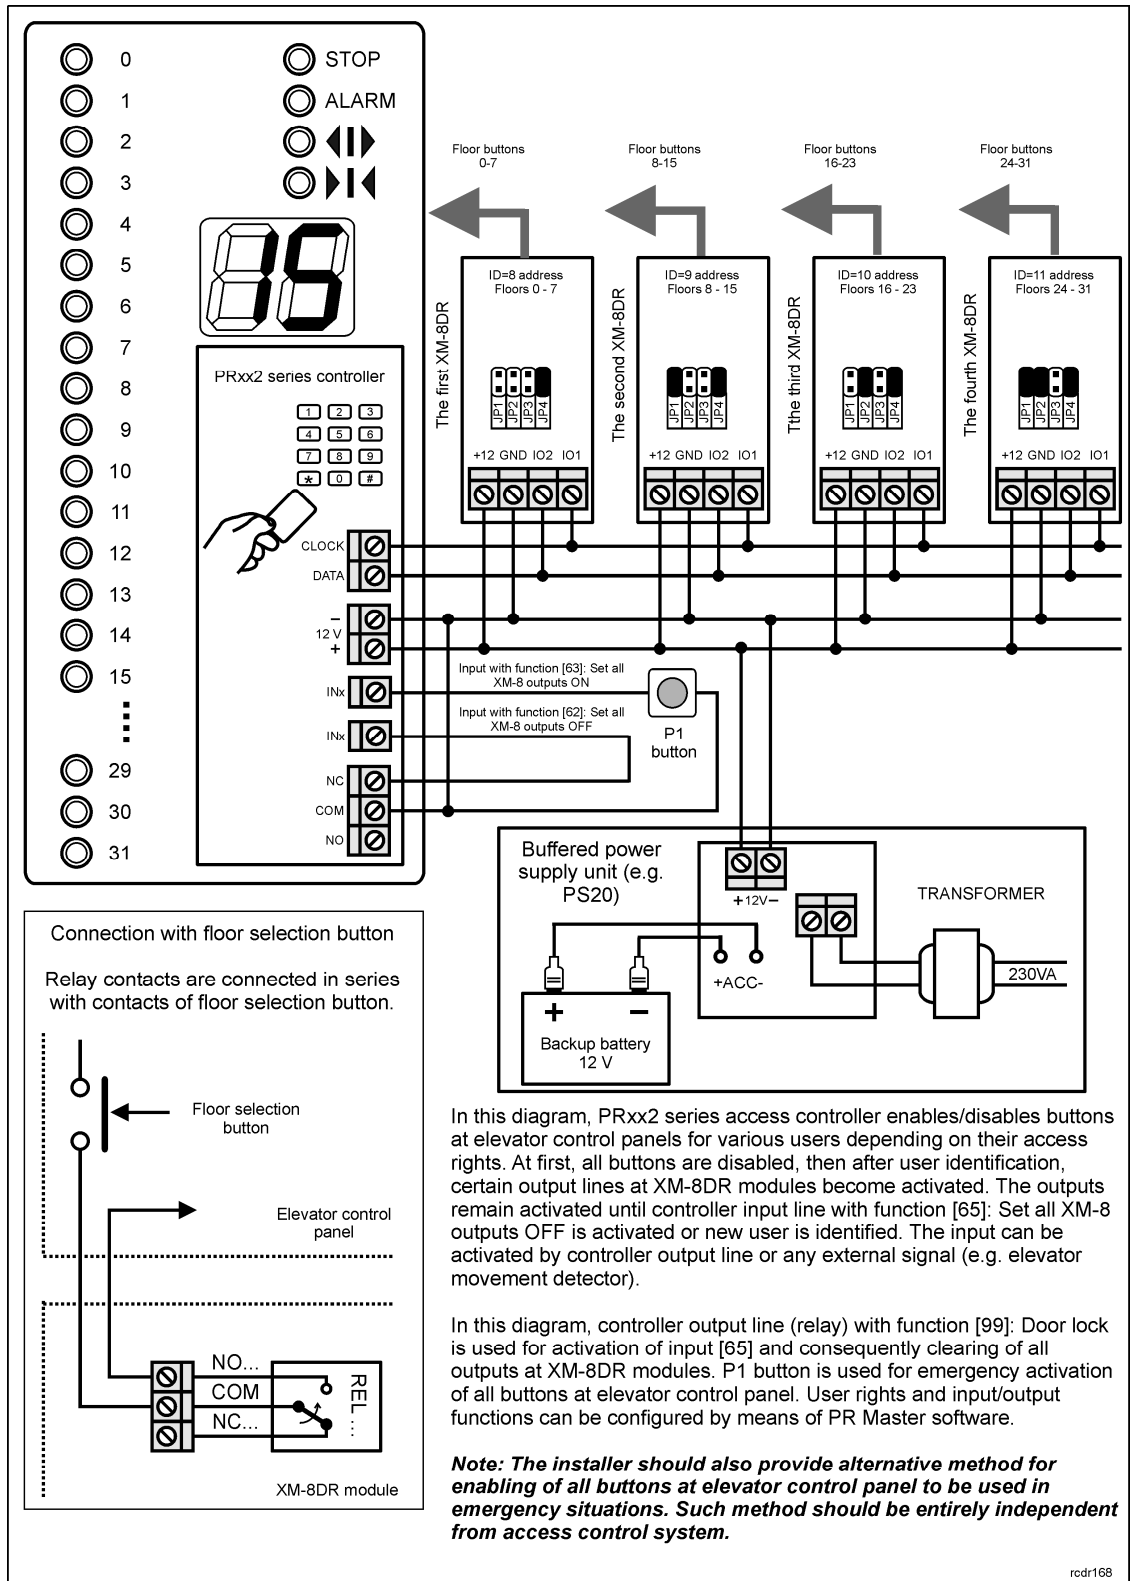 0
1
2
3
4
5
6
7
8
9
10
11
12
13
14
15
29
30
31
STOP
ALARM
15
PRxx2 series controller
1 2 3
4 5 6
7 8 9
* 0 #
CLOCK
DATA
–
12 V
+
INx
INx
NC
COM
NO
Floor buttons
0-7
Floor buttons
8-15
Floor buttons
16-23
Floor buttons
24-31
The first XM-8DR
ID=8 address
Floors 0 - 7
JP1 JP2 JP3 JP4
+12 GND IO2 IO1
The second XM-8DR
ID=9 address
Floors 8 - 15
JP1 JP2 JP3 JP4
+12 GND IO2 IO1
Tthe third XM-8DR
ID=10 address
Floors 16 - 23
JP1 JP2 JP3 JP4
+12 GND IO2 IO1
The fourth XM-8DR
ID=11 address
Floors 24 - 31
JP1 JP2 JP3 JP4
+12 GND IO2 IO1
Input with function [63]: Set all
XM-8 outputs ON
Input with function [62]: Set all
XM-8 outputs OFF
P1
button
Buffered power
supply unit (e.g.
PS20)
+12V–
+ACC-
TRANSFORMER
230VA
+ –
Backup battery
12 V
Connection with floor selection button
Relay contacts are connected in series
with contacts of floor selection button.
Floor selection
button
Elevator control
panel
NO...
COM
NC...
REL ...
XM-8DR module
In this diagram, PRxx2 series access controller enables/disables buttons
at elevator control panels for various users depending on their access
rights. At first, all buttons are disabled, then after user identification,
certain output lines at XM-8DR modules become activated. The outputs
remain activated until controller input line with function [65]: Set all XM-8
outputs OFF is activated or new user is identified. The input can be
activated by controller output line or any external signal (e.g. elevator
movement detector).
In this diagram, controller output line (relay) with function [99]: Door lock
is used for activation of input [65] and consequently clearing of all
outputs at XM-8DR modules. P1 button is used for emergency activation
of all buttons at elevator control panel. User rights and input/output
functions can be configured by means of PR Master software.
Note: The installer should also provide alternative method for
enabling of all buttons at elevator control panel to be used in
emergency situations. Such method should be entirely independent
from access control system.
rcdr168